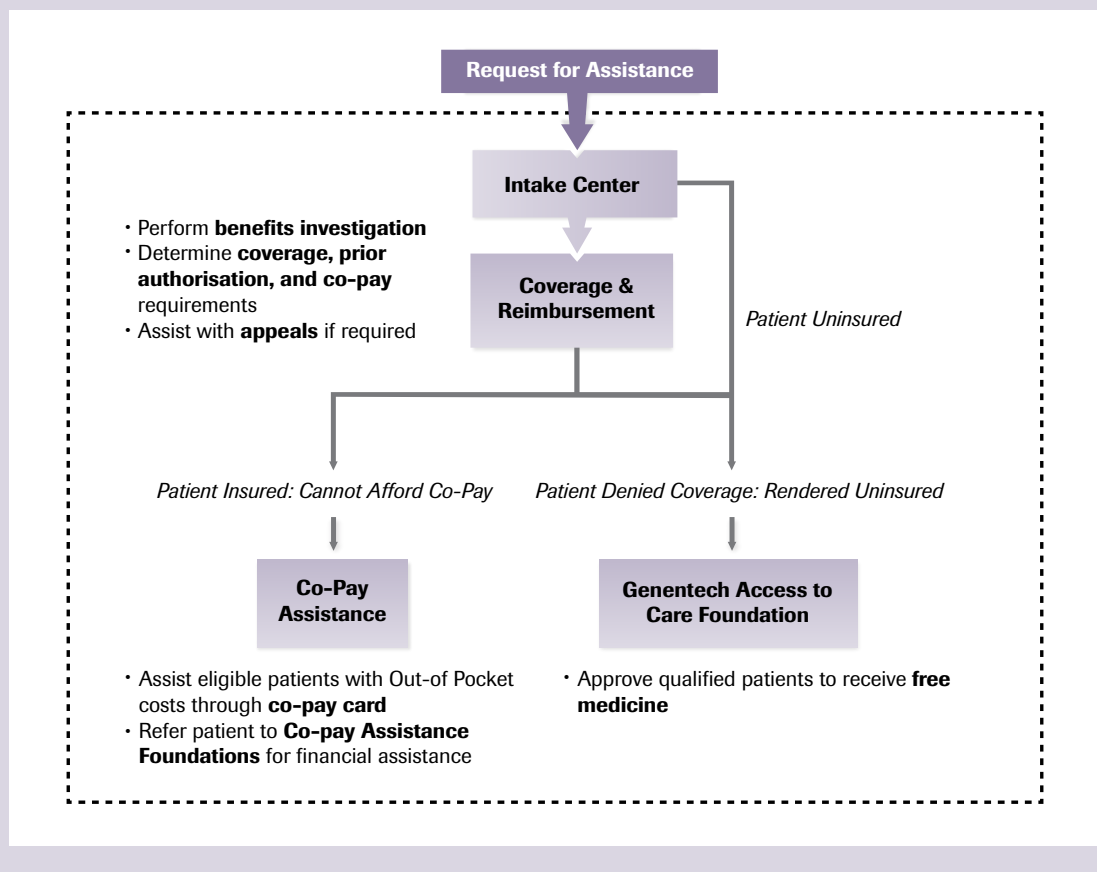 Request for Assistance
Intake Center
• Perform benefits investigation
• Determine coverage, prior
authorisation, and co-pay
requirements
• Assist with appeals if required
Coverage &
Reimbursement
Patient Uninsured
Patient Insured: Cannot Afford Co-Pay
Patient Denied Coverage: Rendered Uninsured
Co-Pay
Assistance
Genentech Access to
Care Foundation
• Assist eligible patients with Out-of Pocket
costs through co-pay card
• Refer patient to Co-pay Assistance
Foundations for financial assistance
• Approve qualified patients to receive free
medicine